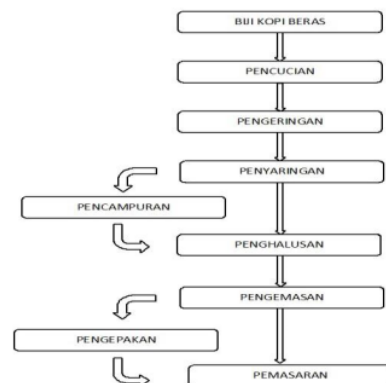 BIJI KOPI BERAS
PENCUCIAN
PENGERINGAN
PENYARINGAN
PENCAMPURAN
PENGHALUSAN
PENGEMASAN
PENGEPAKAN
PEMASARAN